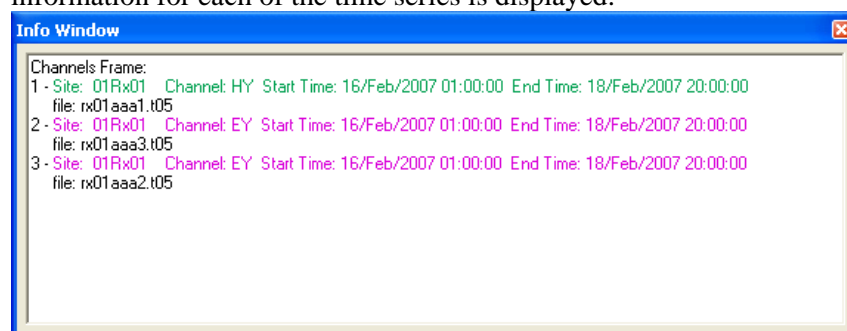 information for each of the time series is displayed.
Info Window
Channels Frame:
1 - Site: 01Rx01 Channel: HY Start Time: 16/Feb/2007 01:00:00 End Time: 18/Feb/2007 20:00:00
file: rx01aaa1.t05
2 - Site: 01Rx01 Channel: EY Start Time: 16/Feb/2007 01:00:00 End Time: 18/Feb/2007 20:00:00
file: rx01aaa3.t05
3 - Site: 01Rx01 Channel: EY Start Time: 16/Feb/2007 01:00:00 End Time: 18/Feb/2007 20:00:00
file: rx01aaa2.t05